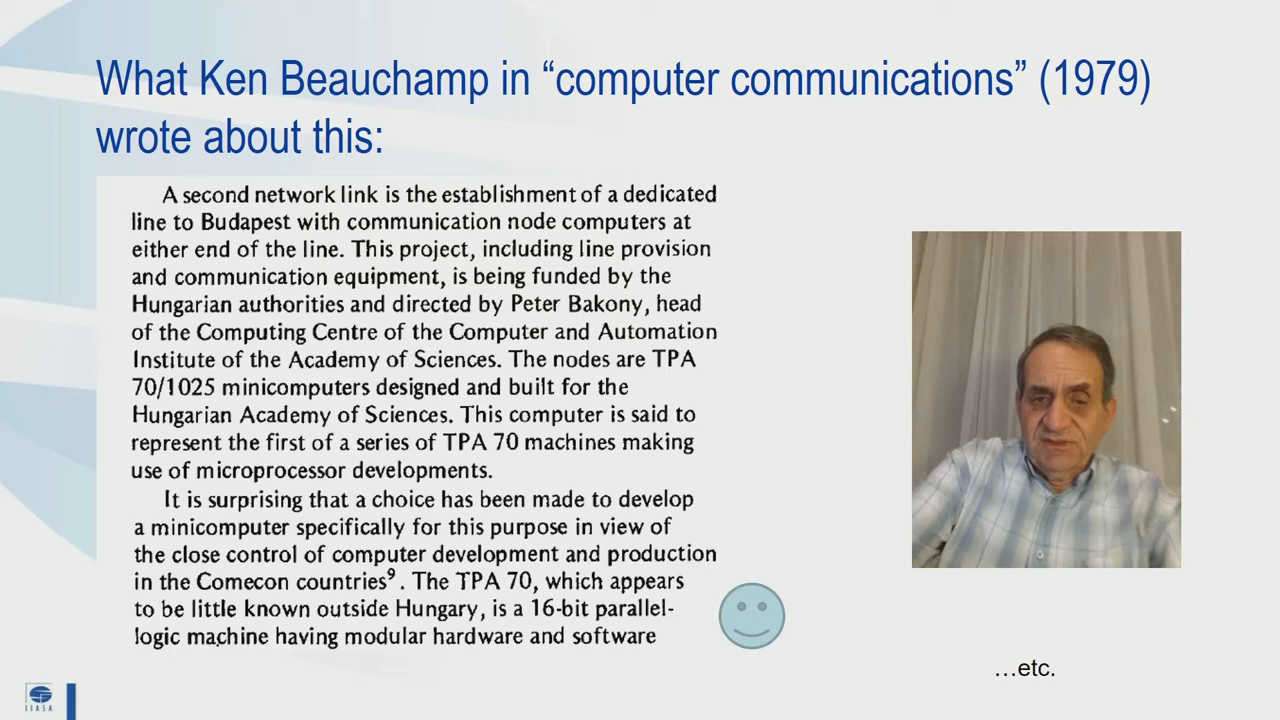 What Ken Beauchamp in “computer communications” (1979)
wrote about this:
A second network link is the establishment of a dedicated
line to Budapest with communication node computers at
either end of the line. This project, including line provision
and communication equipment, is being funded by the
Hungarian authorities and directed by Peter Bakony, head
of the Computing Centre of the Computer and Automation
Institute of the Academy of Sciences. The nodes are TPA
70/1025 minicomputers designed and built for the
Hungarian Academy of Sciences. This computer is said to
represent the first of a series of TPA 70 machines making
use of microprocessor developments.
It is surprising that a choice has been made to develop
a minicomputer specifically for this purpose in view of
the close control of computer development and production
in the Comecon countries⁹. The TPA 70, which appears
to be little known outside Hungary, is a 16-bit parallel-
logic machine having modular hardware and software
…etc.
IIASA